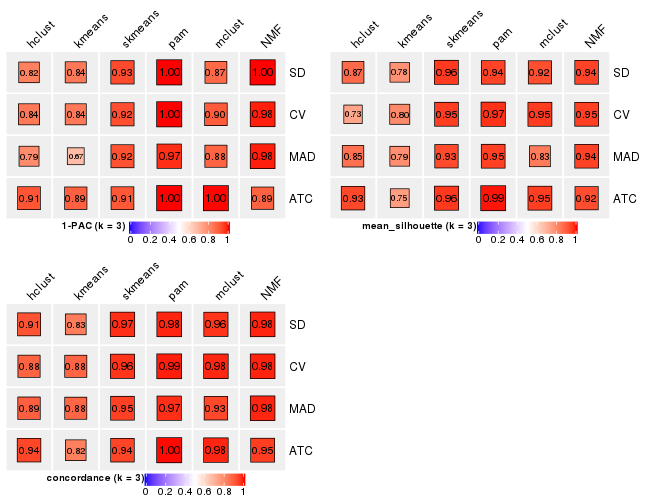 hclust kmeans skmeans pam mclust NMF
0.82 0.84 0.93 1.00 0.87 1.00 SD
0.84 0.84 0.92 1.00 0.90 0.98 CV
0.79 0.67 0.92 0.97 0.88 0.98 MAD
0.91 0.89 0.91 1.00 1.00 0.89 ATC
1-PAC (k = 3)
0 0.2 0.4 0.6 0.8 1
hclust kmeans skmeans pam mclust NMF
0.87 0.78 0.96 0.94 0.92 0.94 SD
0.73 0.80 0.95 0.97 0.95 0.95 CV
0.85 0.79 0.93 0.95 0.83 0.94 MAD
0.93 0.75 0.96 0.99 0.95 0.92 ATC
mean_silhouette (k = 3)
0 0.2 0.4 0.6 0.8 1
hclust kmeans skmeans pam mclust NMF
0.91 0.83 0.97 0.98 0.96 0.98 SD
0.88 0.88 0.96 0.99 0.98 0.98 CV
0.89 0.88 0.95 0.97 0.93 0.98 MAD
0.94 0.82 0.94 1.00 0.98 0.95 ATC
concordance (k = 3)
0 0.2 0.4 0.6 0.8 1